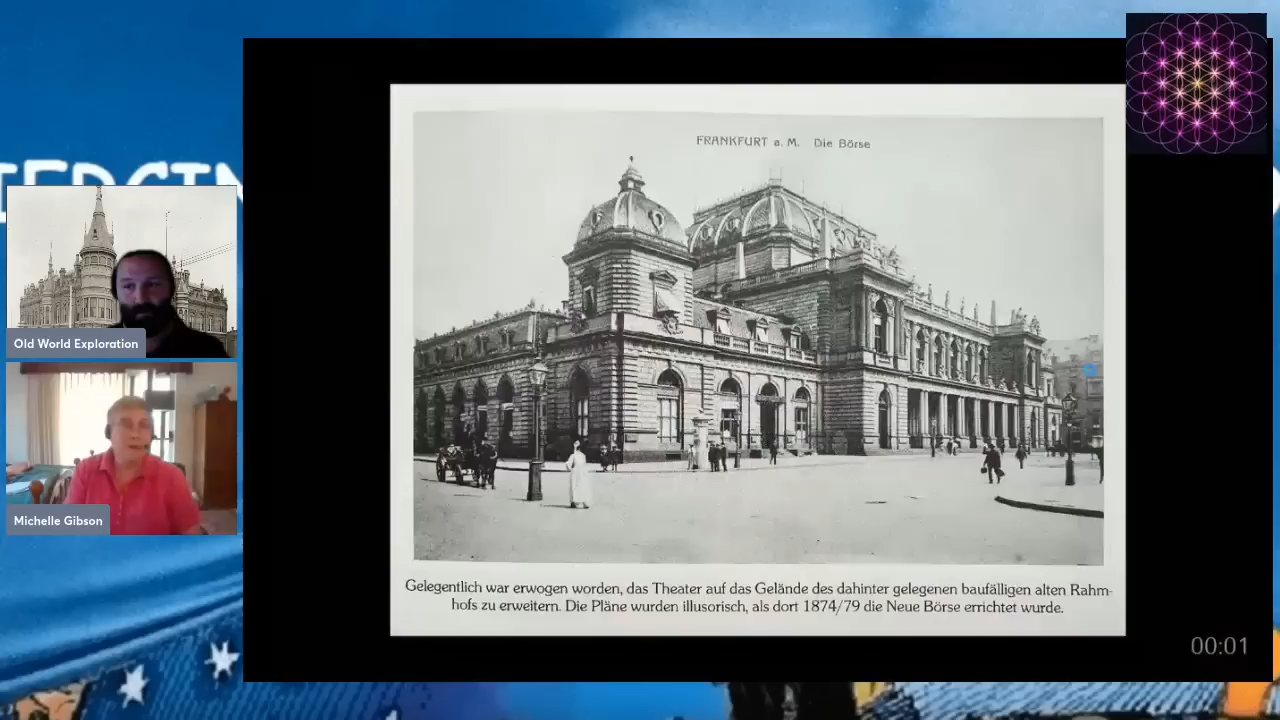 FRANKFURT a. M. Die Börse
Old World Exploration
Michelle Gibson
Gelegentlich war erwogen worden, das Theater auf das Gelände des dahinter gelegenen baufälligen alten Rahm-
hofs zu erweitern. Die Pläne wurden illusorisch, als dort 1874/79 die Neue Börse errichtet wurde.
00:01